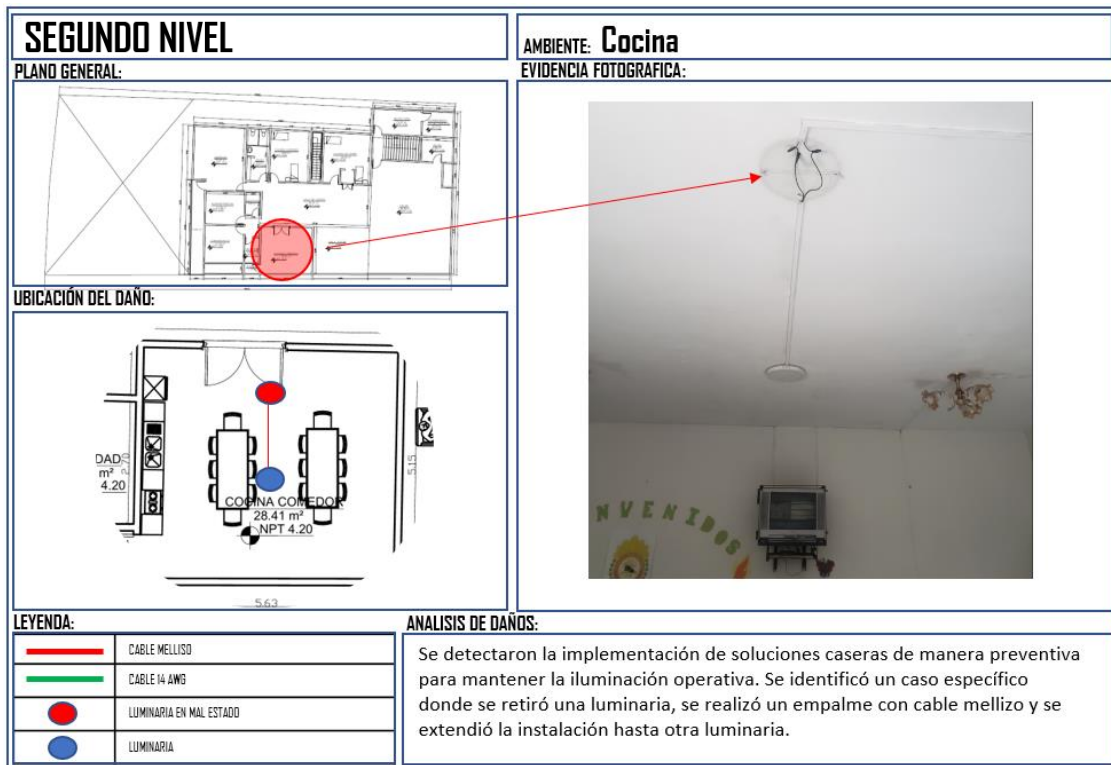 SEGUNDO NIVEL
AMBIENTE: Cocina
PLANO GENERAL:
EVIDENCIA FOTOGRAFICA:
UBICACIÓN DEL DAÑO:
DAD
m²
4.20
2.70
5.15
COCINA COMEDOR
28.41 m²
NPT 4.20
5.63
NVENIDOS
LEYENDA:
CABLE MELLISO
CABLE 14 AWG
LUMINARIA EN MAL ESTADO
LUMINARIA
ANALISIS DE DAÑOS:
Se detectaron la implementación de soluciones caseras de manera preventiva
para mantener la iluminación operativa. Se identificó un caso específico
donde se retiró una luminaria, se realizó un empalme con cable mellizo y se
extendió la instalación hasta otra luminaria.